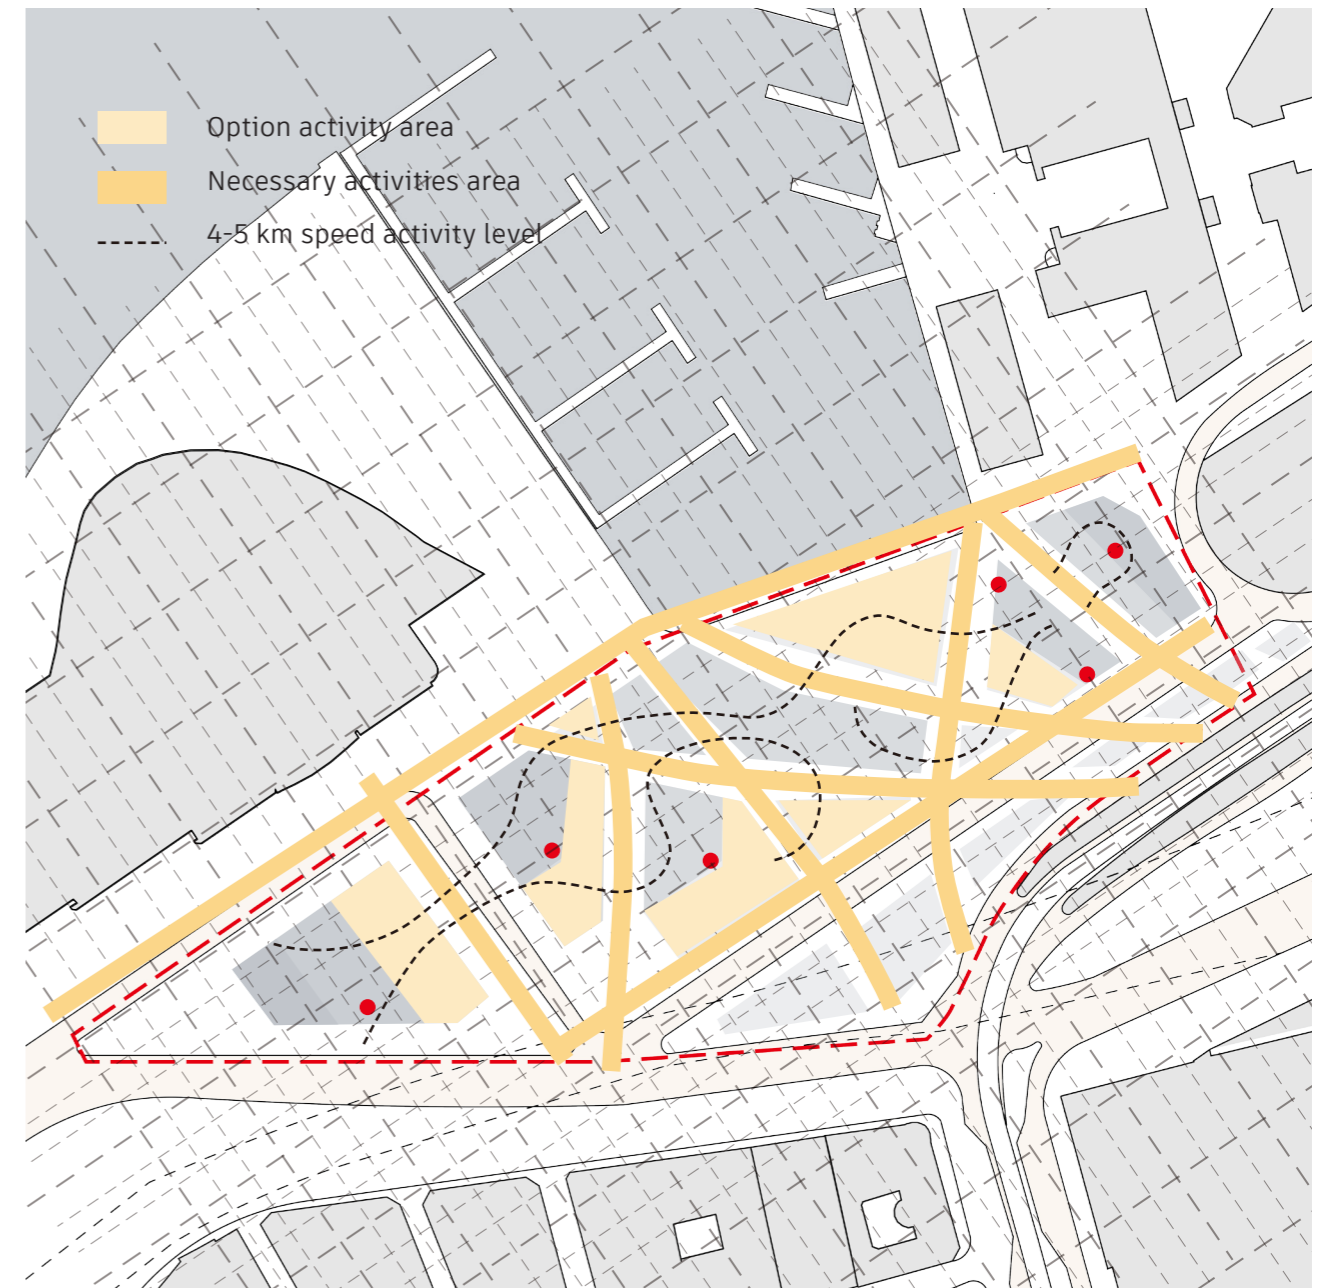 Option activity area
Necessary activities area
4-5 km speed activity level